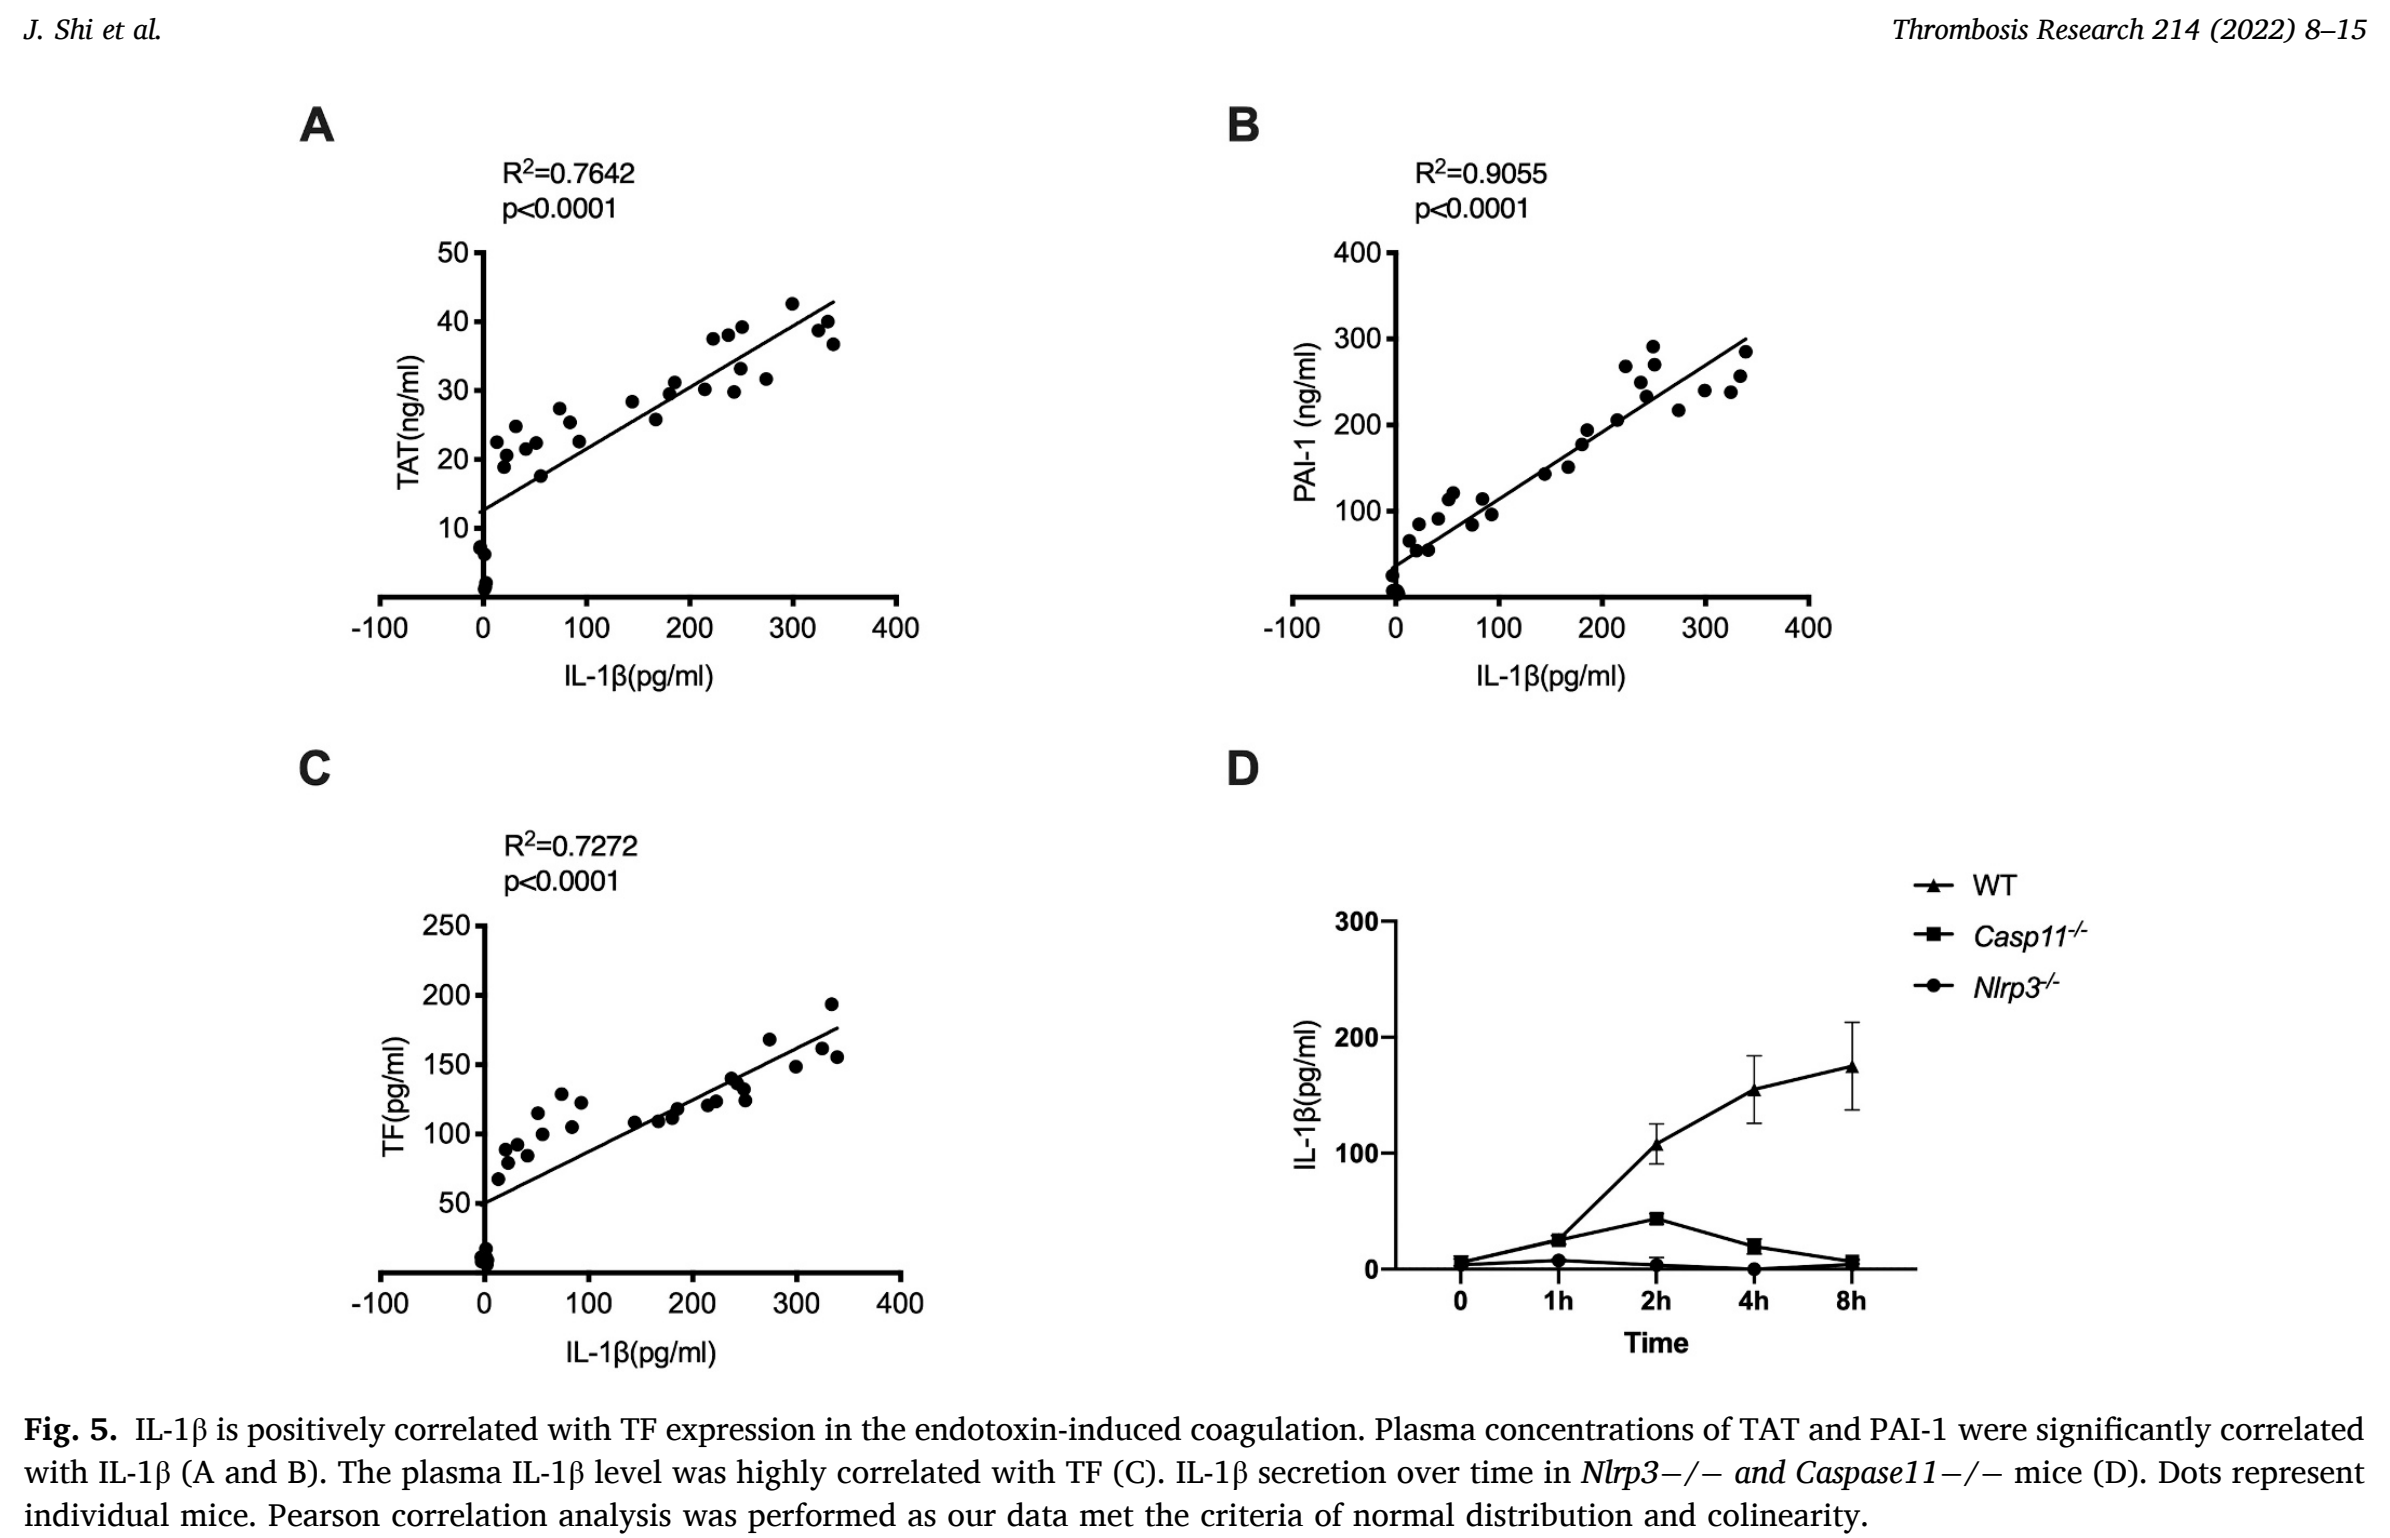 J. Shi et al.
Thrombosis Research 214 (2022) 8–15
A
R²=0.7642
p<0.0001
50
40
30
20
10
TAT(ng/ml)
-100 0 100 200 300 400
IL-1β(pg/ml)
B
R²=0.9055
p<0.0001
400
300
200
100
PAI-1 (ng/ml)
-100 0 100 200 300 400
IL-1β(pg/ml)
C
R²=0.7272
p<0.0001
250
200
150
100
50
TF(pg/ml)
-100 0 100 200 300 400
IL-1β(pg/ml)
D
WT
Casp11-/-
Nlrp3-/-
300
200
100
0
IL-1β(pg/ml)
0 1h 2h 4h 8h
Time
Fig. 5. IL-1β is positively correlated with TF expression in the endotoxin-induced coagulation. Plasma concentrations of TAT and PAI-1 were significantly correlated
with IL-1β (A and B). The plasma IL-1β level was highly correlated with TF (C). IL-1β secretion over time in Nlrp3−/− and Caspase11−/− mice (D). Dots represent
individual mice. Pearson correlation analysis was performed as our data met the criteria of normal distribution and colinearity.